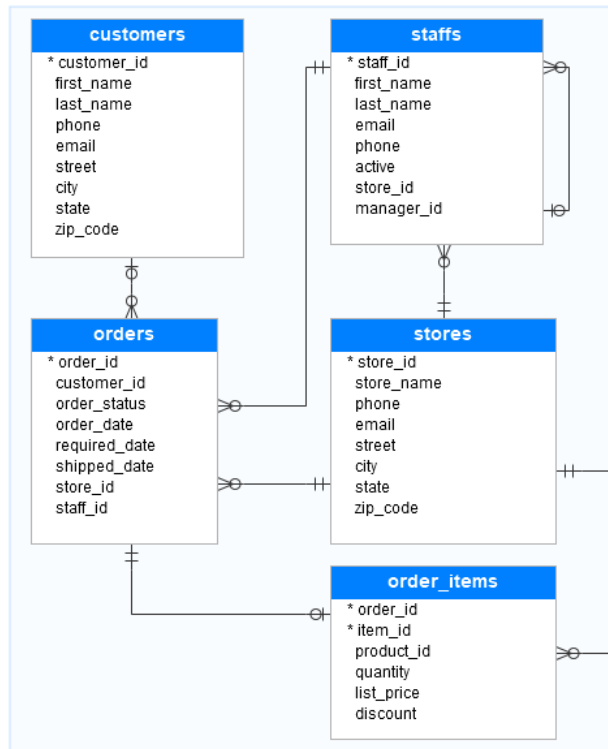 customers
* customer_id
first_name
last_name
phone
email
street
city
state
zip_code
staffs
* staff_id
first_name
last_name
email
phone
active
store_id
manager_id
orders
* order_id
customer_id
order_status
order_date
required_date
shipped_date
store_id
staff_id
stores
* store_id
store_name
phone
email
street
city
state
zip_code
order_items
* order_id
* item_id
product_id
quantity
list_price
discount